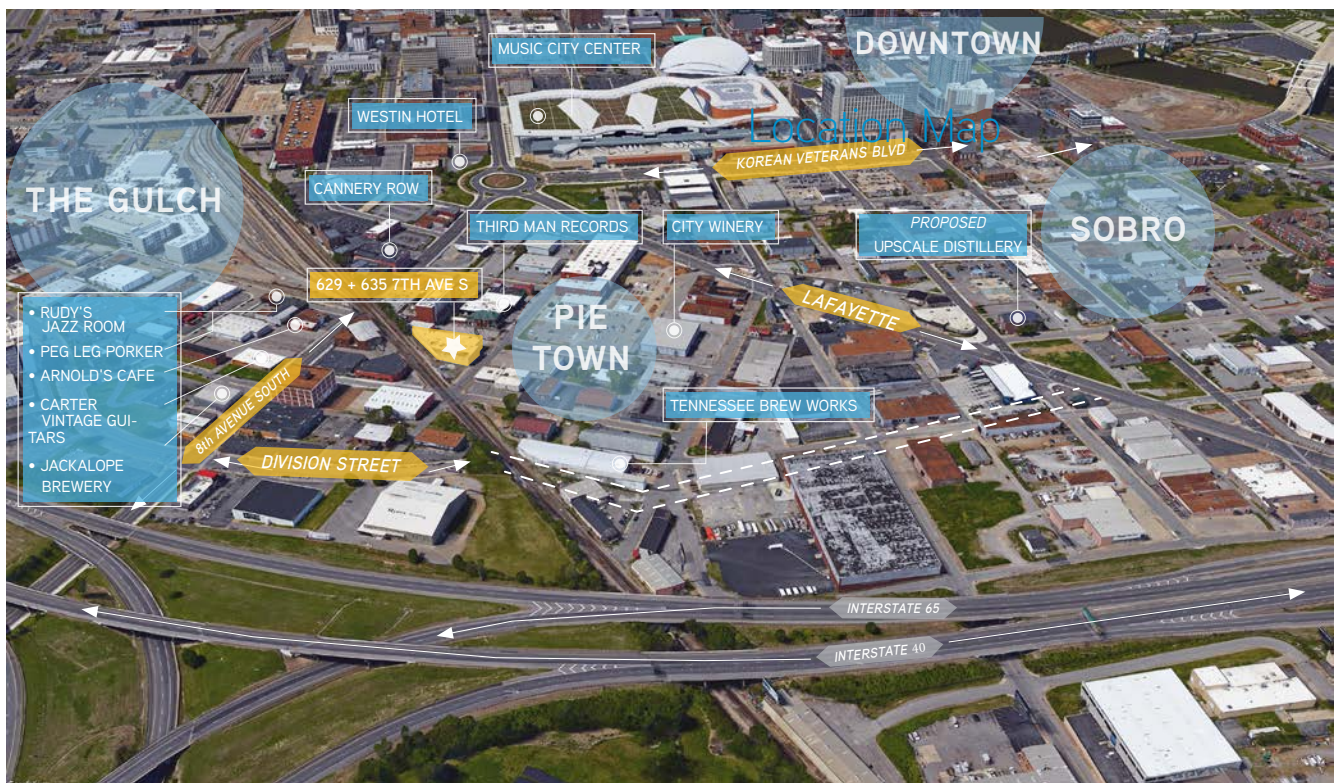 MUSIC CITY CENTER
DOWNTOWN
Location Map
WESTIN HOTEL
KOREAN VETERANS BLVD
THE GULCH
CANNERY ROW
THIRD MAN RECORDS
CITY WINERY
PROPOSED
UPSCALE DISTILLERY
SOBRO
629 + 635 7TH AVE S
LAFAYETTE
PIE
TOWN
• RUDY'S
JAZZ ROOM
• PEG LEG PORKER
• ARNOLD'S CAFE
• CARTER
VINTAGE GUI-
TARS
• JACKALOPE
BREWERY
8th AVENUE SOUTH
DIVISION STREET
TENNESSEE BREW WORKS
INTERSTATE 65
INTERSTATE 40